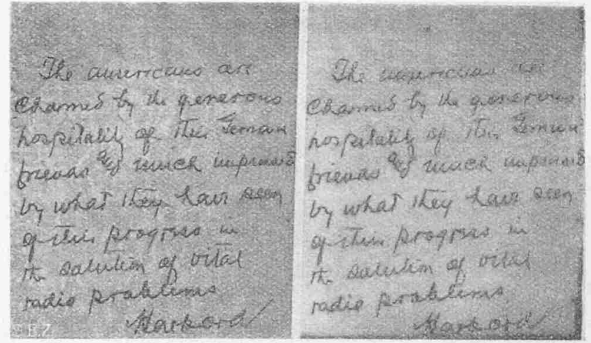 The americans are
charmed by the generous
hospitality of their German
friends and much impressed
by what they have seen
of their progress in
the solution of vital
radio problems
Harbord
The americans are
charmed by the generous
hospitality of their German
friends and much impressed
by what they have seen
of their progress in
the solution of vital
radio problems
Harbord